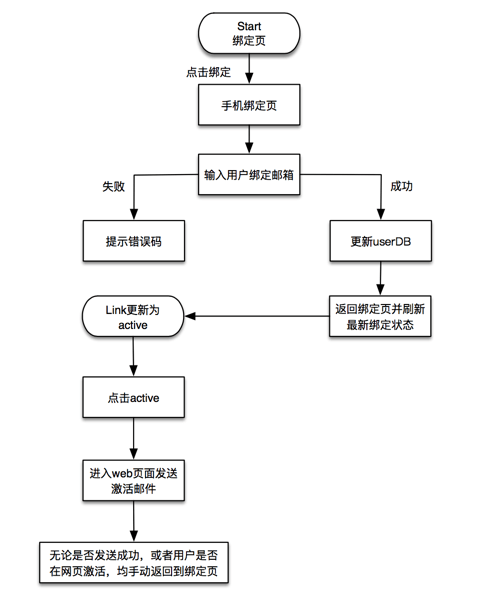 Start
绑定页
点击绑定
手机绑定页
输入用户绑定邮箱
失败
成功
提示错误码
更新userDB
Link更新为
active
返回绑定页并刷新
最新绑定状态
点击active
进入web页面发送
激活邮件
无论是否发送成功，或者用户是否
在网页激活，均手动返回到绑定页